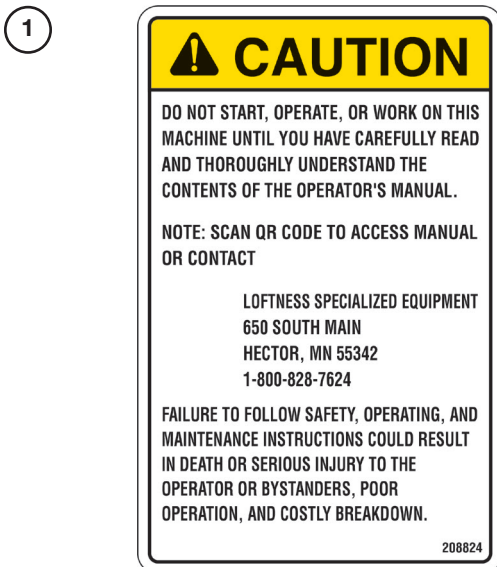 1
CAUTION
DO NOT START, OPERATE, OR WORK ON THIS
MACHINE UNTIL YOU HAVE CAREFULLY READ
AND THOROUGHLY UNDERSTAND THE
CONTENTS OF THE OPERATOR'S MANUAL.
NOTE: SCAN QR CODE TO ACCESS MANUAL
OR CONTACT
LOFTNESS SPECIALIZED EQUIPMENT
650 SOUTH MAIN
HECTOR, MN 55342
1-800-828-7624
FAILURE TO FOLLOW SAFETY, OPERATING, AND
MAINTENANCE INSTRUCTIONS COULD RESULT
IN DEATH OR SERIOUS INJURY TO THE
OPERATOR OR BYSTANDERS, POOR
OPERATION, AND COSTLY BREAKDOWN.
208824